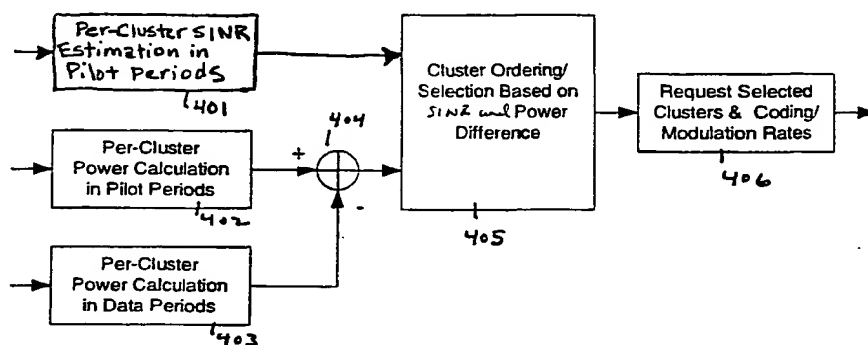 Per-Cluster SINR
Estimation in
Pilot Periods
401
Per-Cluster
Power Calculation
in Pilot Periods
402
Per-Cluster
Power Calculation
in Data Periods
403
404
+
-
Cluster Ordering/
Selection Based on
SINR and Power
Difference
405
Request Selected
Clusters & Coding/
Modulation Rates
406